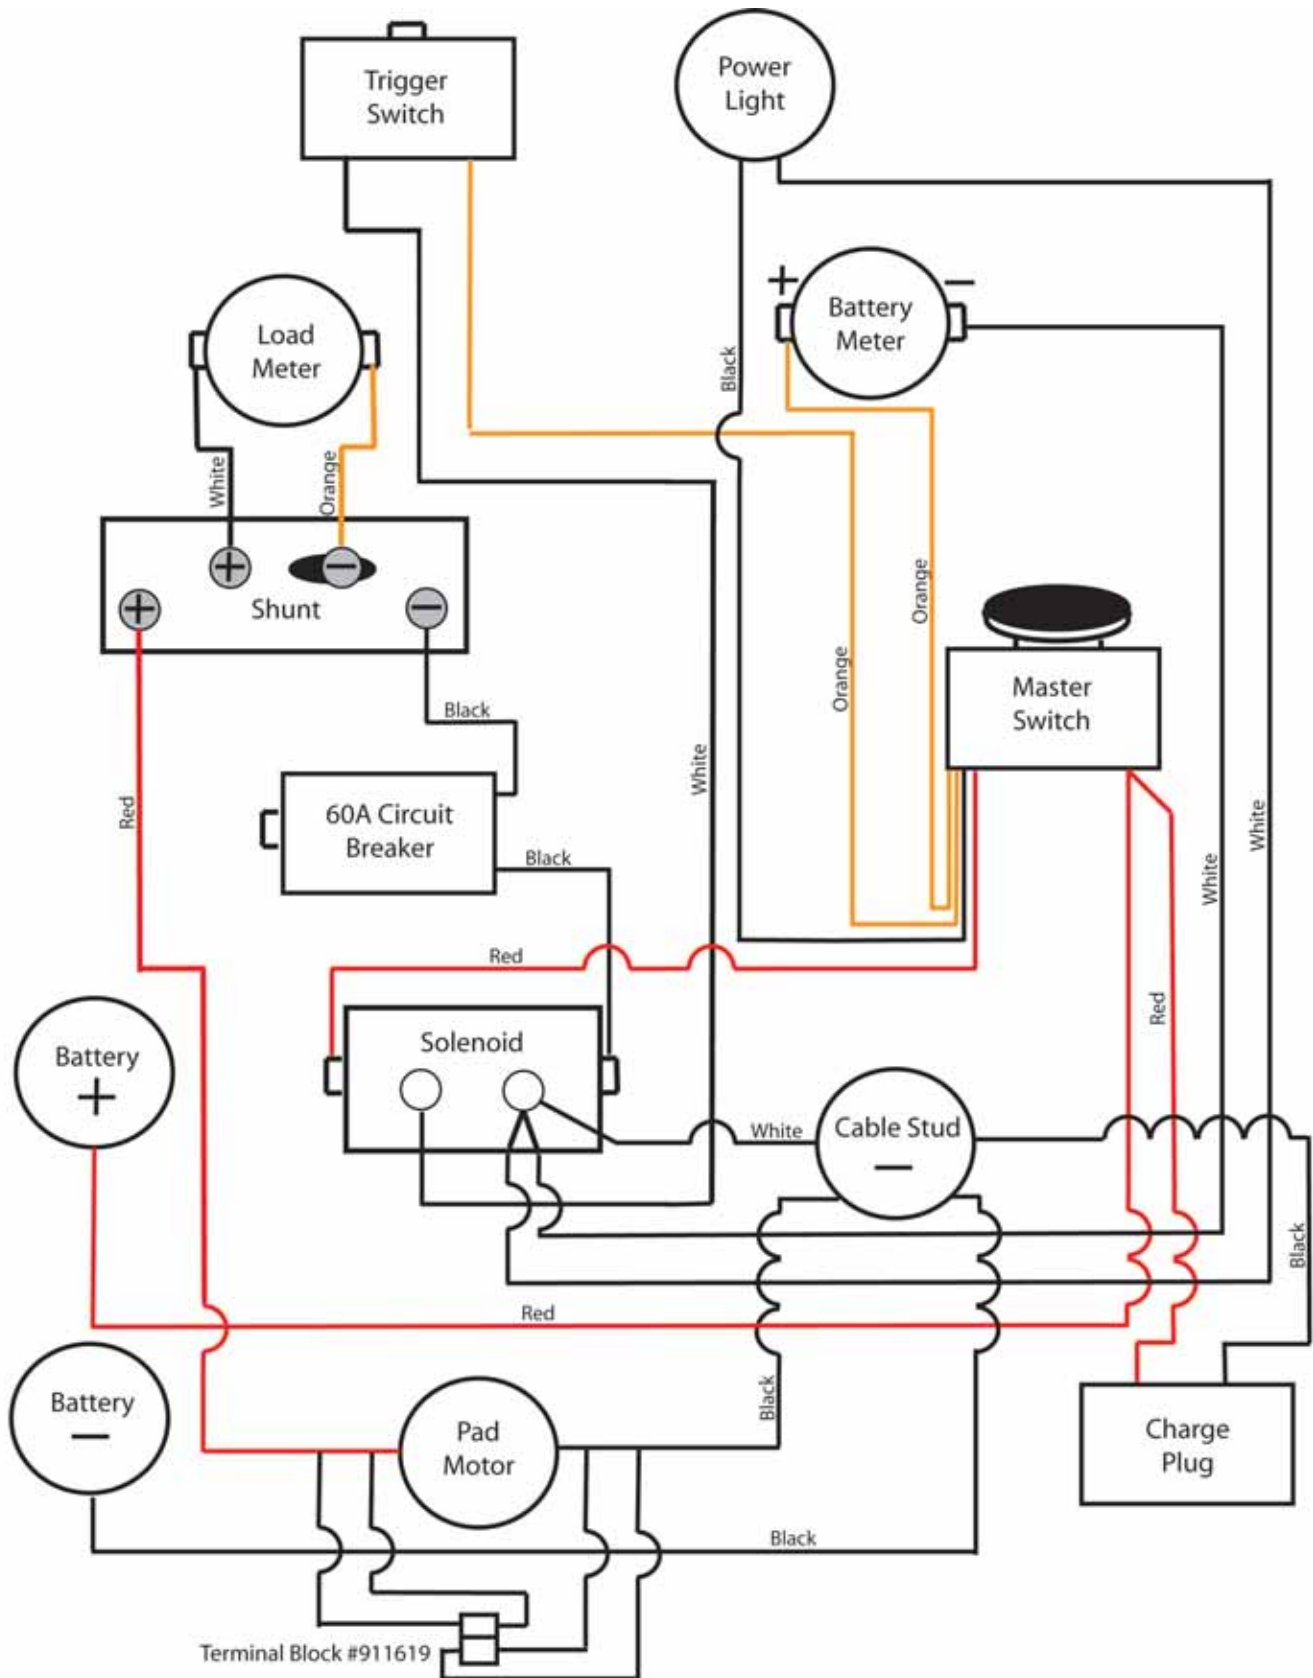 Trigger
Switch
Power
Light
+
−
Battery
Meter
Load
Meter
Black
White
Orange
+
−
+
−
Shunt
Orange
Orange
Master
Switch
Black
White
Red
60A Circuit
Breaker
White
White
Black
Red
Red
Battery
+
Solenoid
Cable Stud
−
White
Black
Red
Battery
−
Black
Pad
Motor
Charge
Plug
Black
Terminal Block #911619